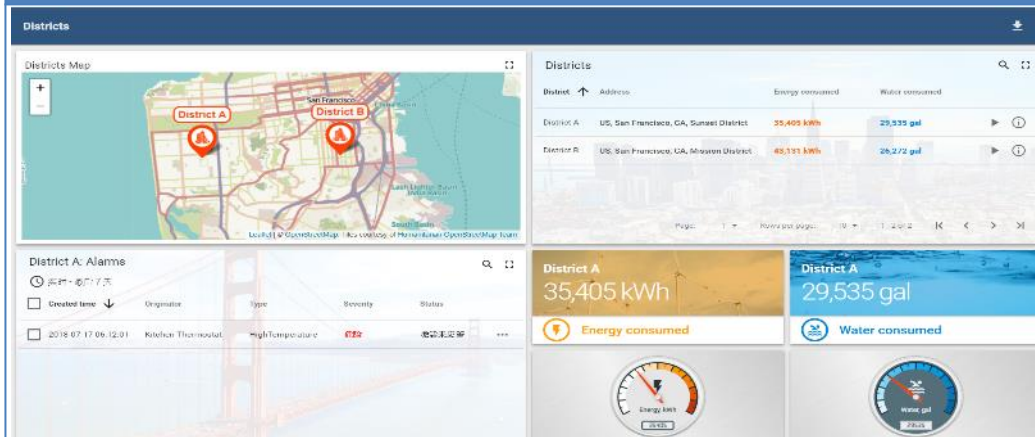 Districts
Districts Map
+
−
San Francisco
District A
District B
Leaflet | © OpenStreetMap, Tiles courtesy of Humanitarian OpenStreetMap Team
Districts
District Address Energy consumed Water consumed
District A US, San Francisco, CA, Sunset District 35,405 kWh 29,535 gal
District B US, San Francisco, CA, Mission District 26,272 gal
Page: 1 Rows per page: 10 1 - 2 of 2
District A: Alarms
Created time Originator Type Severity Status
2018-07-17 06:12:01 Kitchen Thermostat HighTemperature
District A
35,405 kWh
Energy consumed
District A
29,535 gal
Water consumed
Energy, kwh
Water, gal